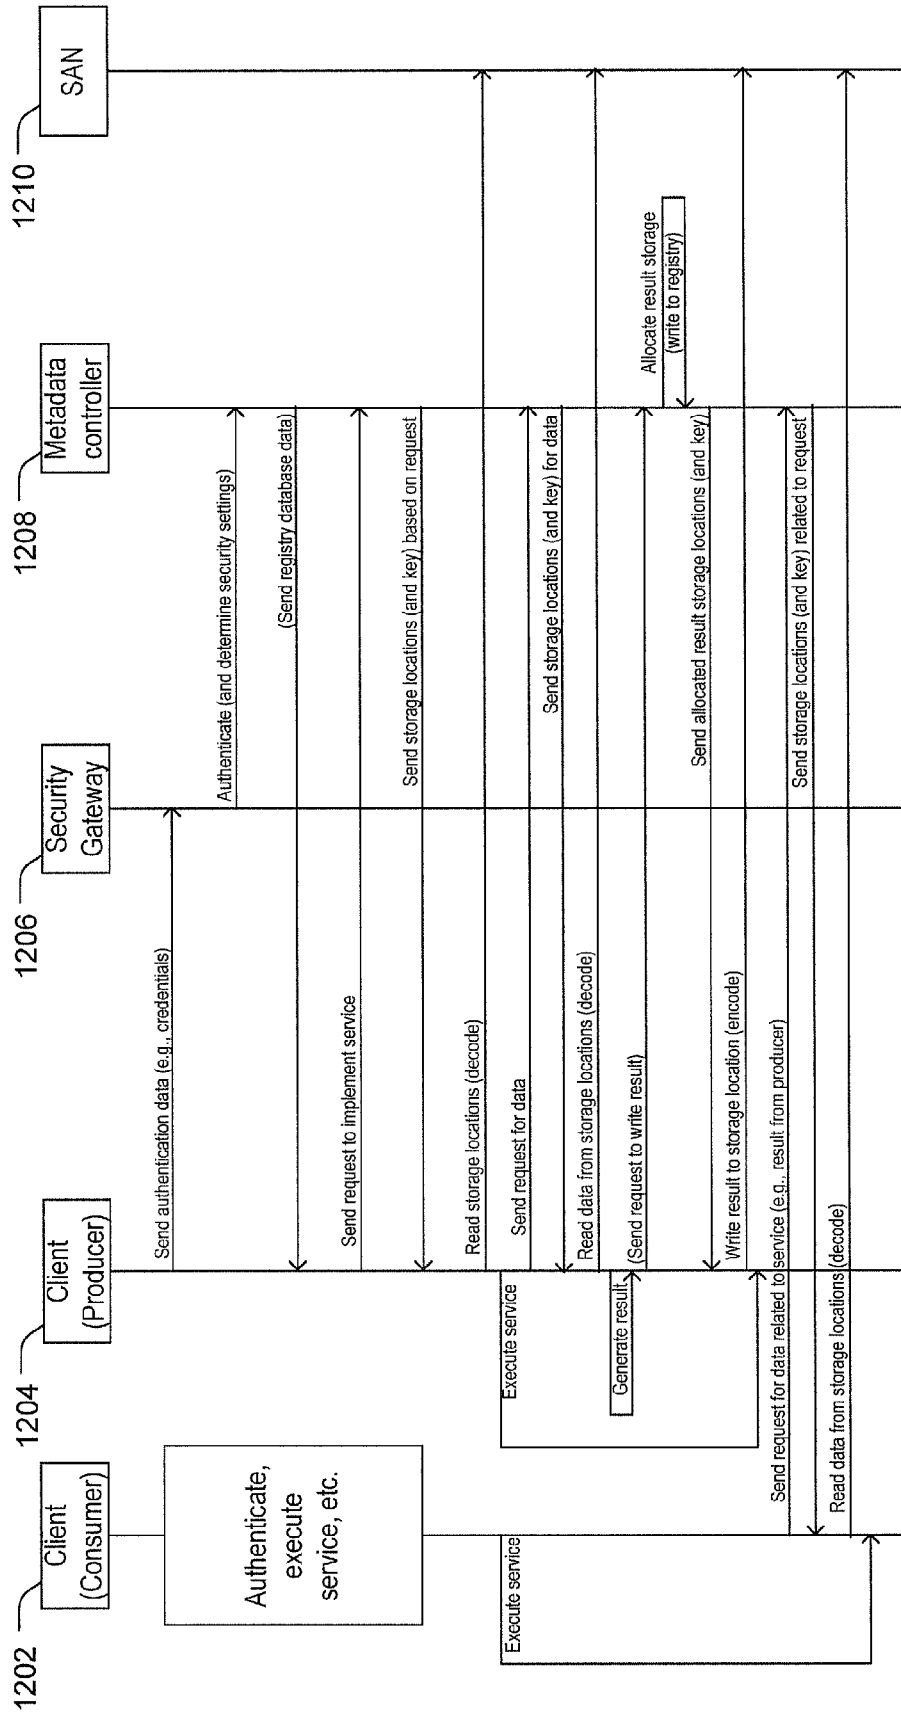 1202
Client
(Consumer)
1204
Client
(Producer)
1206
Security
Gateway
1208
Metadata
controller
1210
SAN
Authenticate,
execute
service, etc.
Send authentication data (e.g., credentials)
Authenticate (and determine security settings)
(Send registry database data)
Send request to implement service
Send storage locations (and key) based on request
Read storage locations (decode)
Execute service
Execute service
Send request for data
Send storage locations (and key) for data
Read data from storage locations (decode)
Generate result
(Send request to write result)
Allocate result storage
(write to registry)
Send allocated result storage locations (and key)
Write result to storage location (encode)
Send request for data related to service (e.g., result from producer)
Send storage locations (and key) related to request
Read data from storage locations (decode)